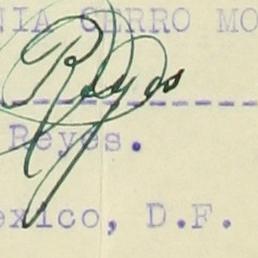 NIA CERRO MO
Reyes
Reyes.
exico, D.F.